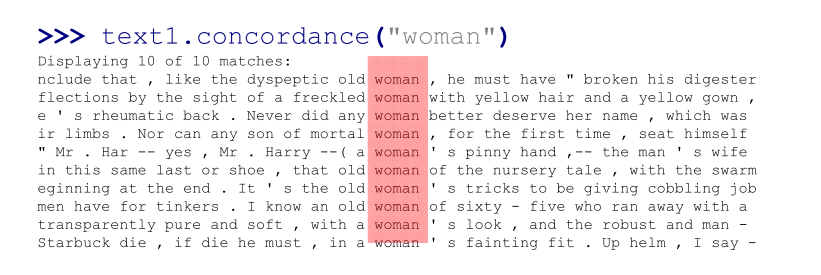 >>> text1.concordance("woman")
Displaying 10 of 10 matches:
nclude that , like the dyspeptic old woman , he must have " broken his digester
flections by the sight of a freckled woman with yellow hair and a yellow gown ,
e ' s rheumatic back . Never did any woman better deserve her name , which was
ir limbs . Nor can any son of mortal woman , for the first time , seat himself
" Mr . Har -- yes , Mr . Harry --( a woman ' s pinny hand ,-- the man ' s wife
in this same last or shoe , that old woman of the nursery tale , with the swarm
eginning at the end . It ' s the old woman ' s tricks to be giving cobbling job
men have for tinkers . I know an old woman of sixty - five who ran away with a
transparently pure and soft , with a woman ' s look , and the robust and man -
Starbuck die , if die he must , in a woman ' s fainting fit . Up helm , I say -